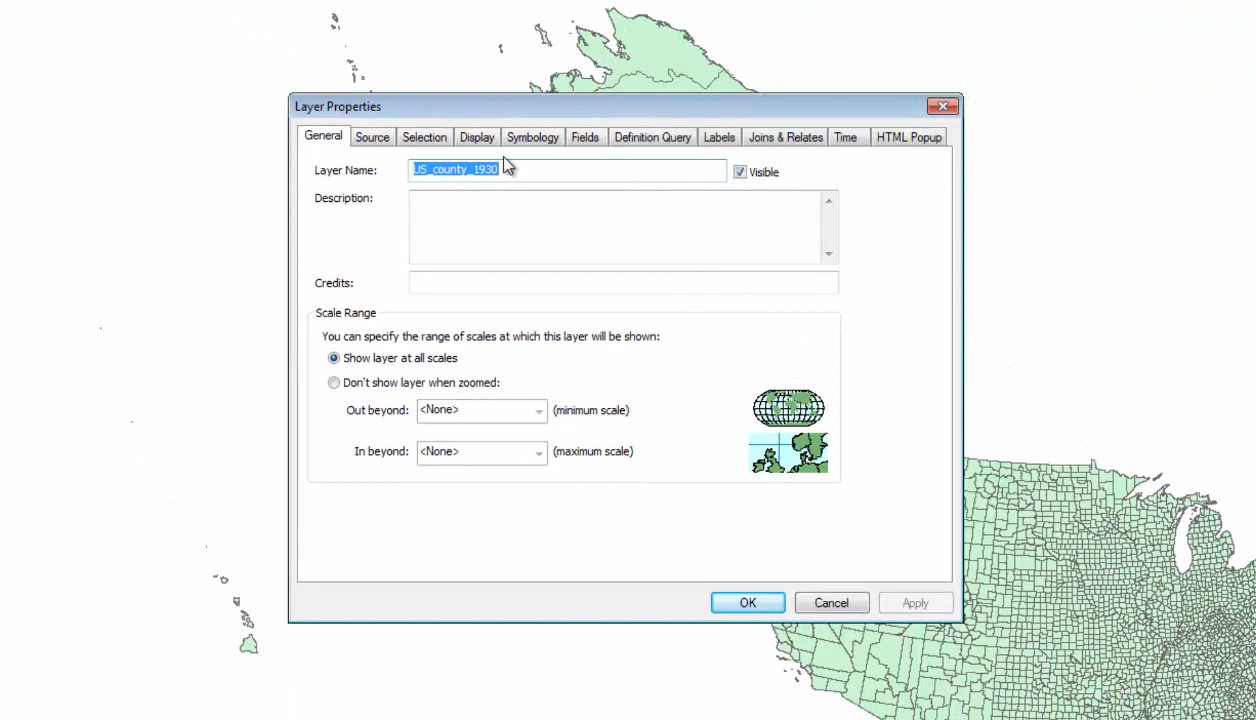 Layer Properties
General Source Selection Display Symbology Fields Definition Query Labels Joins & Relates Time HTML Popup
Layer Name: US_county_1930 Visible
Description:
Credits:
Scale Range
You can specify the range of scales at which this layer will be shown:
Show layer at all scales
Don't show layer when zoomed:
Out beyond: <None> (minimum scale)
In beyond: <None> (maximum scale)
OK Cancel Apply